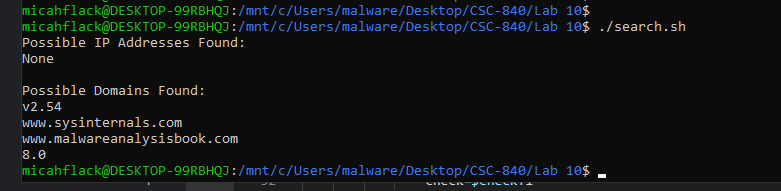 micahflack@DESKTOP-99RBHQJ:/mnt/c/Users/malware/Desktop/CSC-840/Lab 10$
micahflack@DESKTOP-99RBHQJ:/mnt/c/Users/malware/Desktop/CSC-840/Lab 10$ ./search.sh
Possible IP Addresses Found:
None
Possible Domains Found:
v2.54
www.sysinternals.com
www.malwareanalysisbook.com
8.0
micahflack@DESKTOP-99RBHQJ:/mnt/c/Users/malware/Desktop/CSC-840/Lab 10$